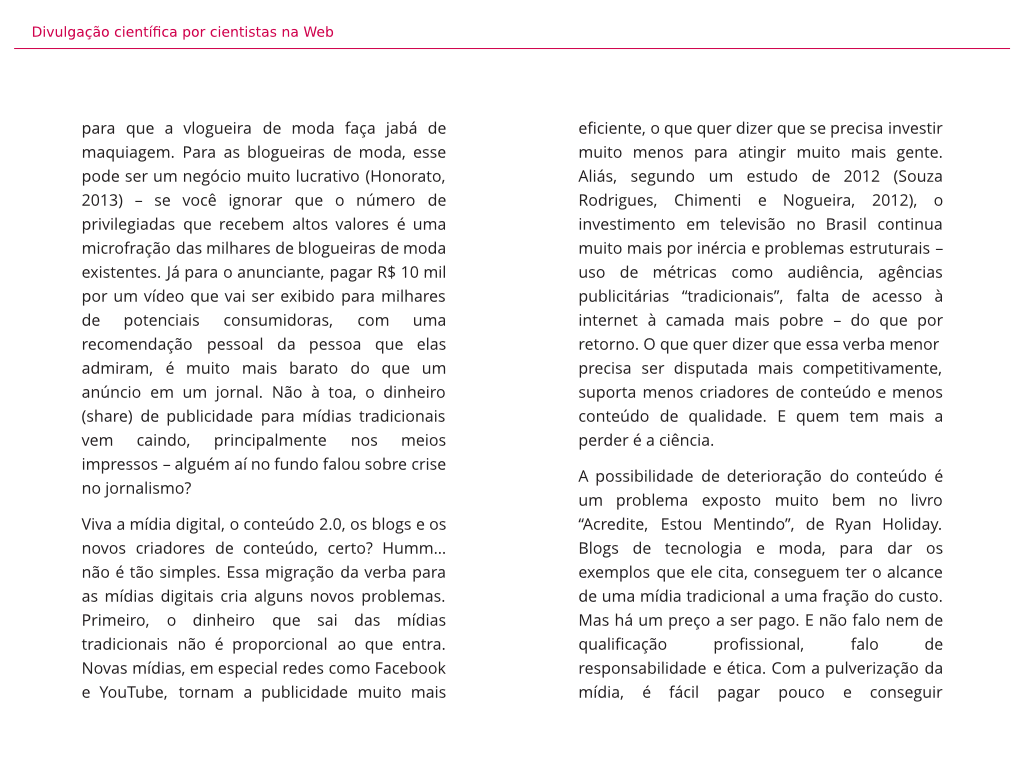 Divulgação científica por cientistas na Web
para que a vlogueira de moda faça jabá de
maquiagem. Para as blogueiras de moda, esse
pode ser um negócio muito lucrativo (Honorato,
2013) – se você ignorar que o número de
privilegiadas que recebem altos valores é uma
microfração das milhares de blogueiras de moda
existentes. Já para o anunciante, pagar R$ 10 mil
por um vídeo que vai ser exibido para milhares
de potenciais consumidoras, com uma
recomendação pessoal da pessoa que elas
admiram, é muito mais barato do que um
anúncio em um jornal. Não à toa, o dinheiro
(share) de publicidade para mídias tradicionais
vem caindo, principalmente nos meios
impressos – alguém aí no fundo falou sobre crise
no jornalismo?
Viva a mídia digital, o conteúdo 2.0, os blogs e os
novos criadores de conteúdo, certo? Humm...
não é tão simples. Essa migração da verba para
as mídias digitais cria alguns novos problemas.
Primeiro, o dinheiro que sai das mídias
tradicionais não é proporcional ao que entra.
Novas mídias, em especial redes como Facebook
e YouTube, tornam a publicidade muito mais
eficiente, o que quer dizer que se precisa investir
muito menos para atingir muito mais gente.
Aliás, segundo um estudo de 2012 (Souza
Rodrigues, Chimenti e Nogueira, 2012), o
investimento em televisão no Brasil continua
muito mais por inércia e problemas estruturais –
uso de métricas como audiência, agências
publicitárias “tradicionais”, falta de acesso à
internet à camada mais pobre – do que por
retorno. O que quer dizer que essa verba menor
precisa ser disputada mais competitivamente,
suporta menos criadores de conteúdo e menos
conteúdo de qualidade. E quem tem mais a
perder é a ciência.
A possibilidade de deterioração do conteúdo é
um problema exposto muito bem no livro
“Acredite, Estou Mentindo”, de Ryan Holiday.
Blogs de tecnologia e moda, para dar os
exemplos que ele cita, conseguem ter o alcance
de uma mídia tradicional a uma fração do custo.
Mas há um preço a ser pago. E não falo nem de
qualificação profissional, falo de
responsabilidade e ética. Com a pulverização da
mídia, é fácil pagar pouco e conseguir